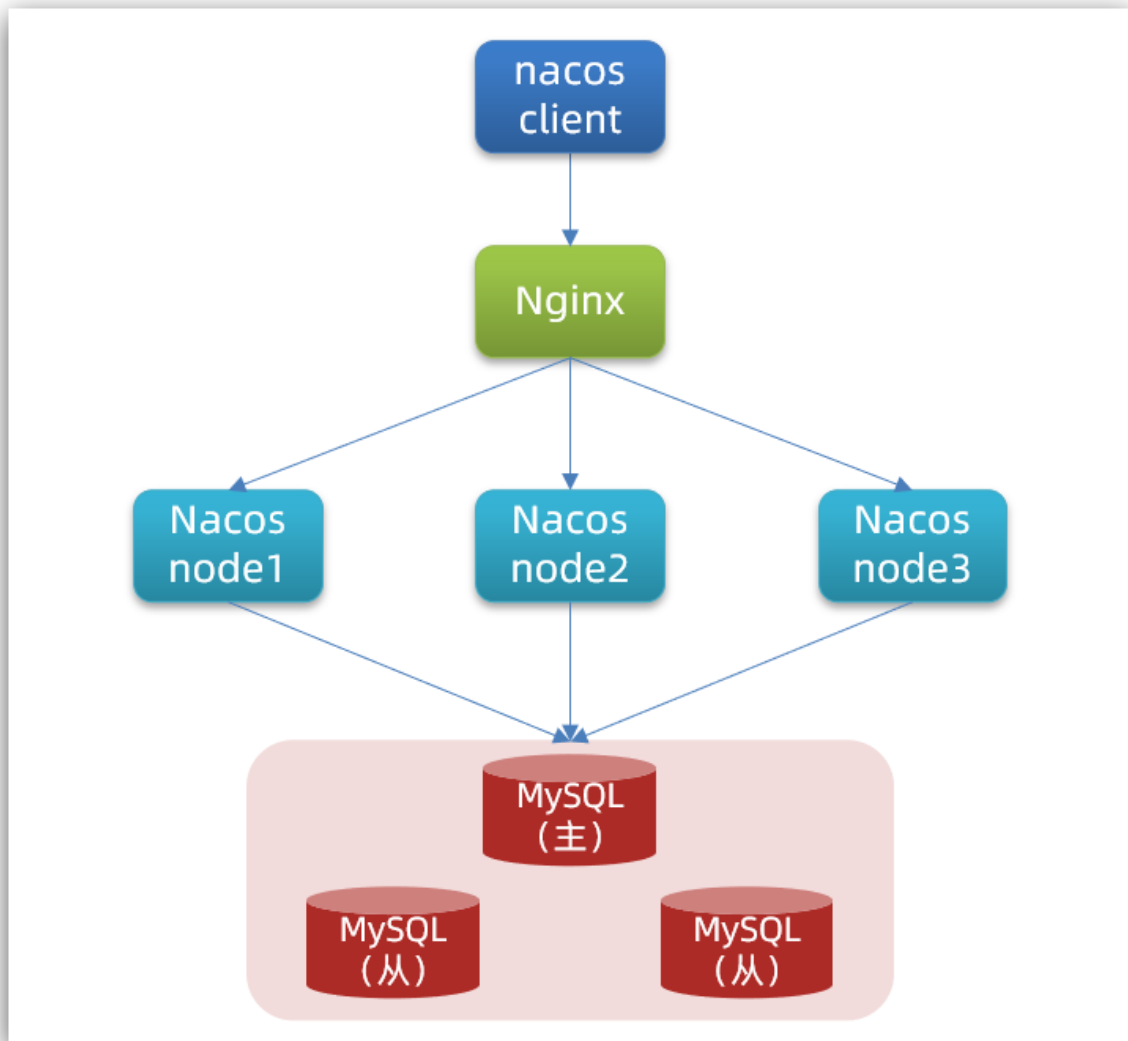 nacos
client
Nginx
Nacos
node1
Nacos
node2
Nacos
node3
MySQL
(主)
MySQL
(从)
MySQL
(从)